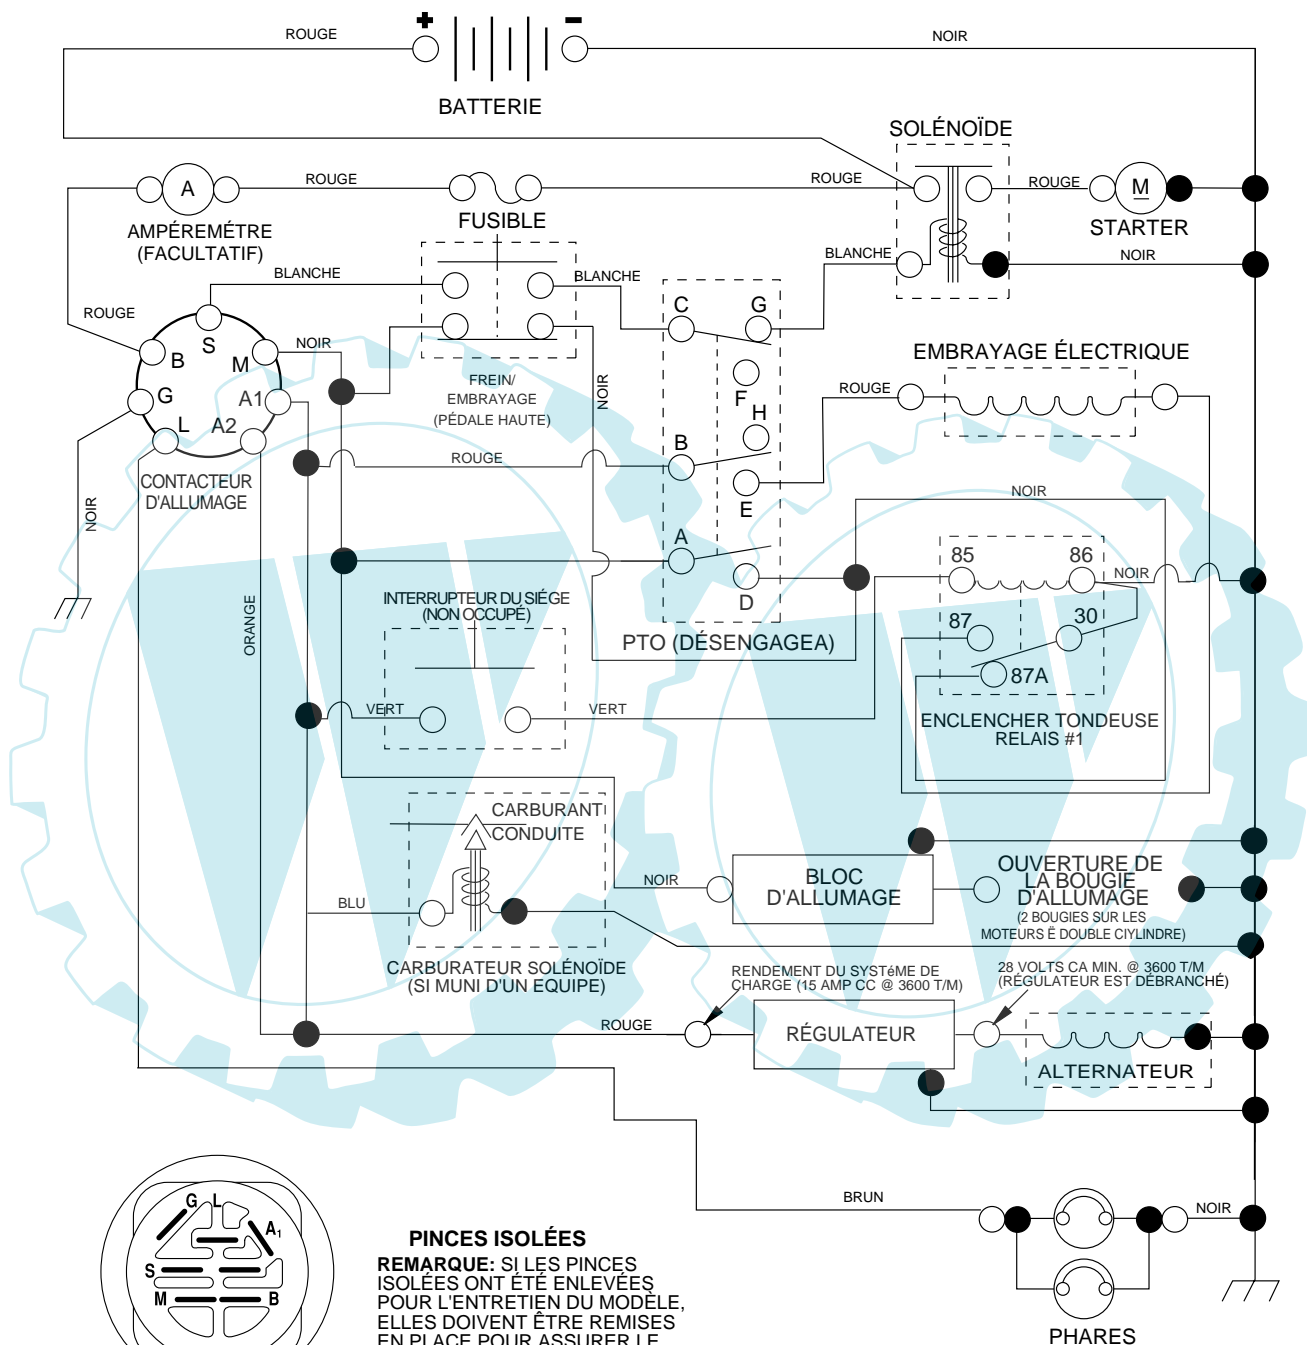 + -
ROUGE
NOIR
BATTERIE
SOLÉNOÏDE
A
ROUGE
ROUGE
ROUGE
M
AMPÉREMÉTRE
(FACULTATIF)
FUSIBLE
STARTER
BLANCHE
BLANCHE
BLANCHE
NOIR
ROUGE
S
B
M
G
A1
L
A2
NOIR
CONTACTEUR
D'ALLUMAGE
NOIR
FREIN/
EMBRAYAGE
(PÉDALE HAUTE)
NOIR
C
G
F
H
B
E
A
D
EMBRAYAGE ÉLECTRIQUE
ROUGE
ROUGE
NOIR
PTO (DÉSENGAGEA)
85
86
NOIR
87
30
87A
ENCLENCHER TONDEUSE
RELAIS #1
ORANGE
INTERRUPTEUR DU SIÉGE
(NON OCCUPÉ)
VERT
VERT
CARBURANT
CONDUITE
BLU
CARBURATEUR SOLÉNOÏDE
(SI MUNI D'UN EQUIPE)
NOIR
BLOC
D'ALLUMAGE
OUVERTURE DE
LA BOUGIE
D'ALLUMAGE
(2 BOUGIES SUR LES
MOTEURS Ë DOUBLE CIYLINDRE)
RENDEMENT DU SYSTéME DE
CHARGE (15 AMP CC @ 3600 T/M)
28 VOLTS CA MIN. @ 3600 T/M
(RÉGULATEUR EST DÉBRANCHÉ)
ROUGE
RÉGULATEUR
ALTERNATEUR
BRUN
NOIR
PHARES
G L
A1
S
M
B
PINCES ISOLÉES
REMARQUE: SI LES PINCES
ISOLÉES ONT ÉTÉ ENLEVÉES
POUR L'ENTRETIEN DU MODÈLE,
ELLES DOIVENT ÊTRE REMISES
EN PLACE POUR ASSURER LE